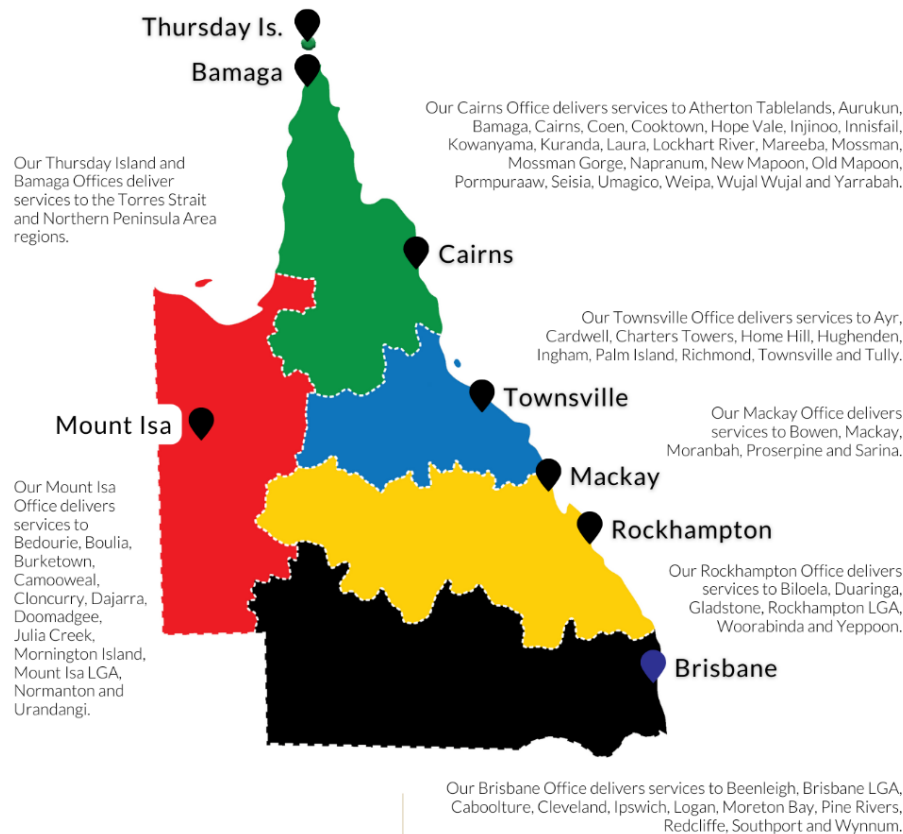 Thursday Is.
Bamaga
Our Cairns Office delivers services to Atherton Tablelands, Aurukun,
Bamaga, Cairns, Coen, Cooktown, Hope Vale, Injinoo, Innisfail,
Kowanyama, Kuranda, Laura, Lockhart River, Mareeba, Mossman,
Mossman Gorge, Napranum, New Mapoon, Old Mapoon,
Pormpuraaw, Seisia, Umagico, Weipa, Wujal Wujal and Yarrabah.
Our Thursday Island and
Bamaga Offices deliver
services to the Torres Strait
and Northern Peninsula Area
regions.
Cairns
Our Townsville Office delivers services to Ayr,
Cardwell, Charters Towers, Home Hill, Hughenden,
Ingham, Palm Island, Richmond, Townsville and Tully.
Townsville
Mount Isa
Our Mackay Office delivers
services to Bowen, Mackay,
Moranbah, Proserpine and Sarina.
Mackay
Our Mount Isa
Office delivers
services to
Bedourie, Boulia,
Burketown,
Camooweal,
Cloncurry, Dajarra,
Doomadgee,
Julia Creek,
Mornington Island,
Mount Isa LGA,
Normanton and
Urandangi.
Rockhampton
Our Rockhampton Office delivers
services to Biloela, Duaringa,
Gladstone, Rockhampton LGA,
Woorabinda and Yeppoon.
Brisbane
Our Brisbane Office delivers services to Beenleigh, Brisbane LGA,
Caboolture, Cleveland, Ipswich, Logan, Moreton Bay, Pine Rivers,
Redcliffe, Southport and Wynnum.